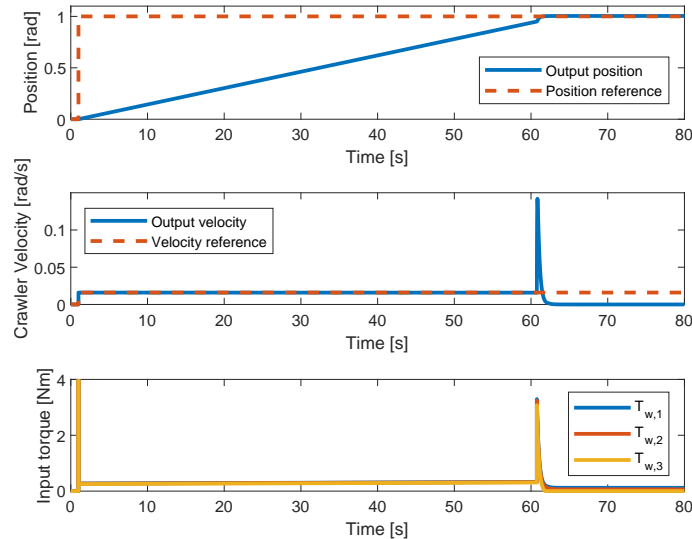 Position [rad]
1
0.5
0
Output position
Position reference
0 10 20 30 40 50 60 70 80
Time [s]
Crawler Velocity [rad/s]
0.1
0.05
0
Output velocity
Velocity reference
0 10 20 30 40 50 60 70 80
Time [s]
Input torque [Nm]
4
2
0
T_w,1
T_w,2
T_w,3
0 10 20 30 40 50 60 70 80
Time [s]